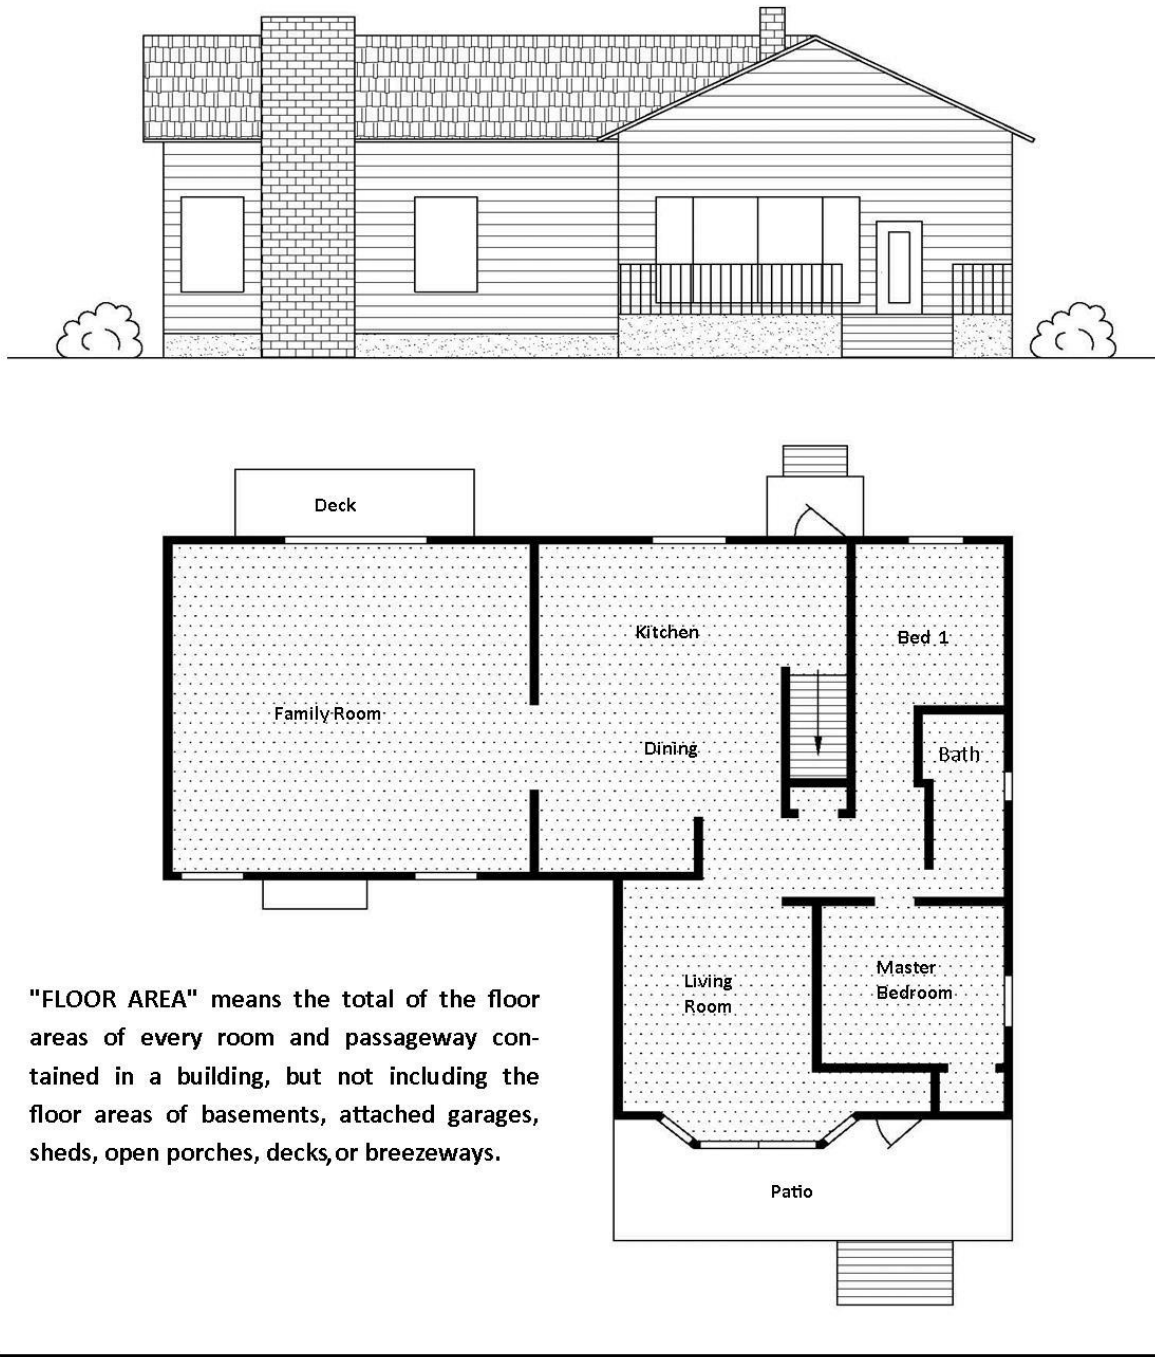 Deck
Kitchen
Bed 1
Family Room
Dining
Bath
Living
Room
Master
Bedroom
"FLOOR AREA" means the total of the floor
areas of every room and passageway con-
tained in a building, but not including the
floor areas of basements, attached garages,
sheds, open porches, decks,or breezeways.
Patio